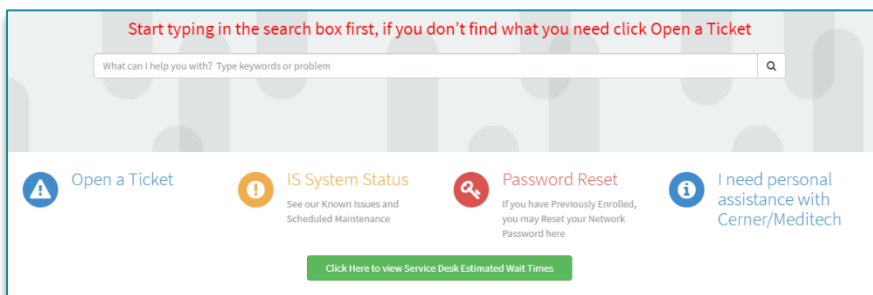 Start typing in the search box first, if you don't find what you need click Open a Ticket
What can I help you with? Type keywords or problem
Open a Ticket
IS System Status
See our Known Issues and
Scheduled Maintenance
Password Reset
If you have Previously Enrolled,
you may Reset your Network
Password here
I need personal
assistance with
Cerner/Meditech
Click Here to view Service Desk Estimated Wait Times